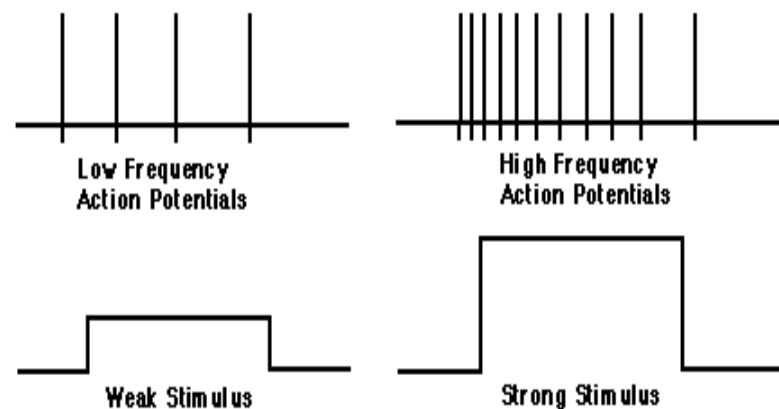 Low Frequency
Action Potentials
High Frequency
Action Potentials
Weak Stimulus
Strong Stimulus